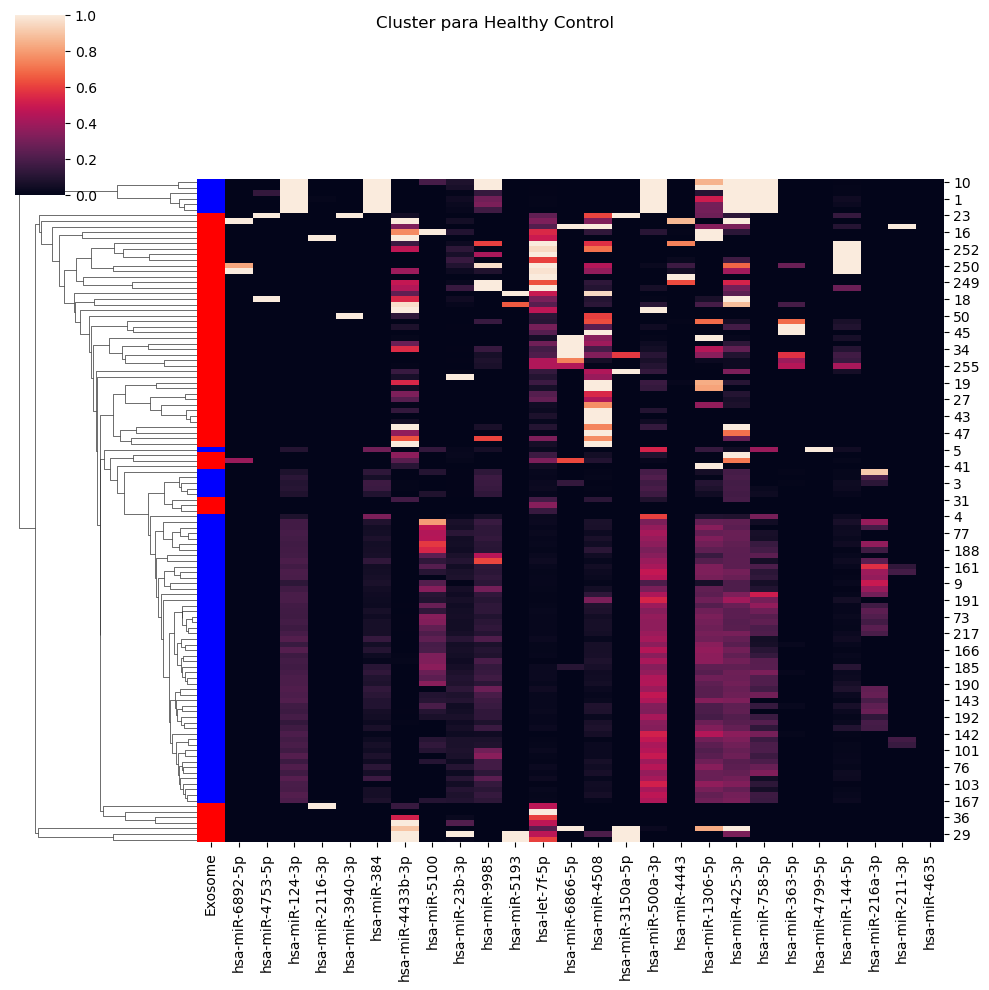 Cluster para Healthy Control
1.0
0.8
0.6
0.4
0.2
0.0
10
1
23
16
252
250
249
18
50
45
34
255
19
27
43
47
5
41
3
31
4
77
188
161
9
191
73
217
166
185
190
143
192
142
101
76
103
167
36
29
Exosome
hsa-miR-6892-5p
hsa-miR-4753-5p
hsa-miR-124-3p
hsa-miR-2116-3p
hsa-miR-3940-3p
hsa-miR-384
hsa-miR-4433b-3p
hsa-miR-5100
hsa-miR-23b-3p
hsa-miR-9985
hsa-miR-5193
hsa-let-7f-5p
hsa-miR-6866-5p
hsa-miR-4508
hsa-miR-3150a-5p
hsa-miR-500a-3p
hsa-miR-4443
hsa-miR-1306-5p
hsa-miR-425-3p
hsa-miR-758-5p
hsa-miR-363-5p
hsa-miR-4799-5p
hsa-miR-144-5p
hsa-miR-216a-3p
hsa-miR-211-3p
hsa-miR-4635